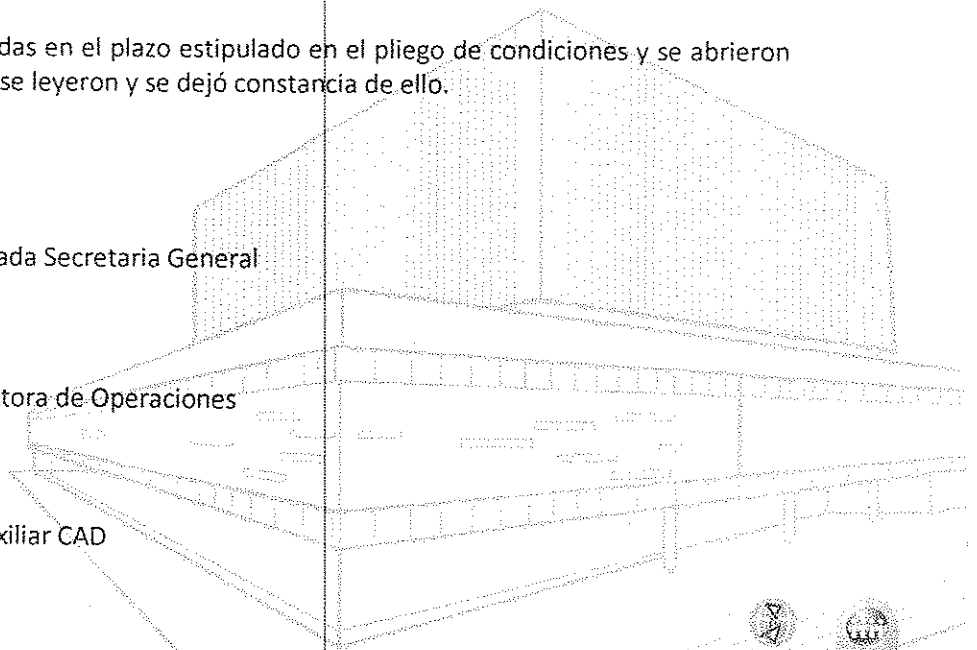 das en el plazo estipulado en el pliego de condiciones y se abrieron
se leyeron y se dejó constancia de ello.
ada Secretaria General
tora de Operaciones
xiliar CAD